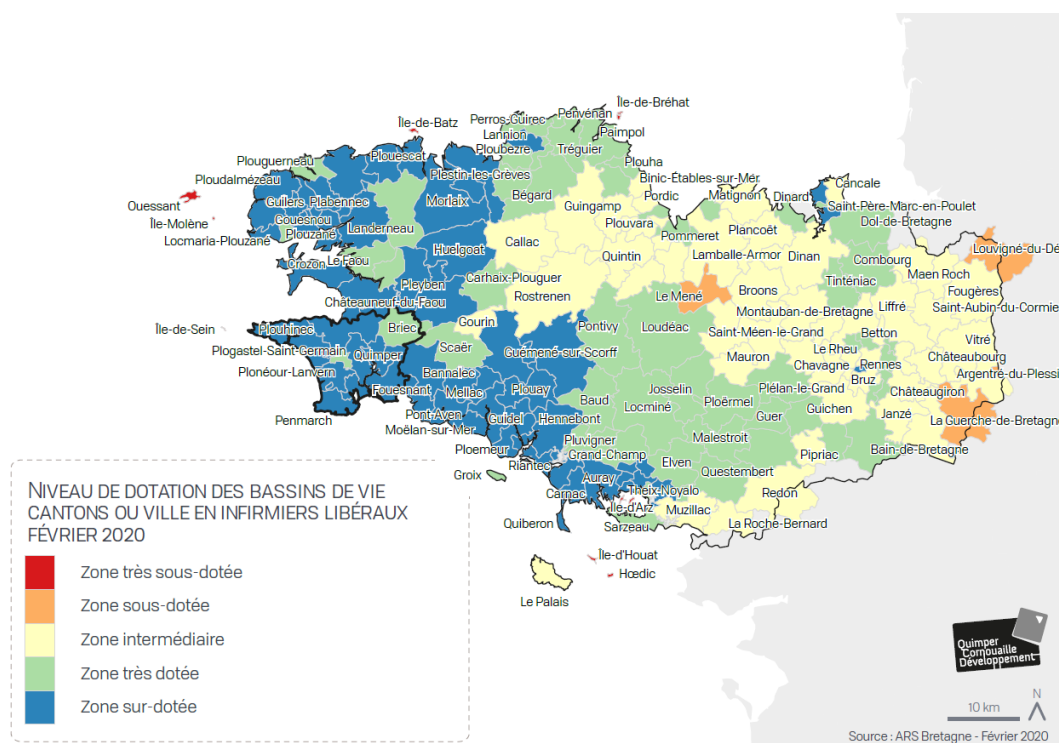 Île-de-Bréhat
Penvénan
Perros-Guirec
Île-de-Batz
Lannion
Paimpol
Ploubezre
Tréguier
Plouescat
Plouguerneau
Plouha
Ploudalmézeau
Plestin-les-Grèves
Binic-Étables-sur-Mer
Cancale
Matignon
Dinard
Bégard
Pordic
Ouessant
Guilers
Plabennec
Morlaix
Guingamp
Saint-Père-Marc-en-Poulet
Île-Molène
Gouesnou
Plouvara
Dol-de-Bretagne
Plouzané
Landerneau
Plancoët
Locmaria-Plouzané
Pommeret
Callac
Huelgoat
Lamballe-Armor
Dinan
Louvigné-du-Dé
Quintin
Combourg
Crozon
Le Faou
Maen Roch
Carhaix-Plouguer
Tinténiac
Pleyben
Broons
Fougères
Châteauneuf-du-Faou
Rostrenen
Le Mené
Liffré
Saint-Aubin-du-Cormier
Montauban-de-Bretagne
Île-de-Sein
Plouhinec
Briec
Gourin
Pontivy
Loudéac
Saint-Méen-le-Grand
Betton
Vitré
Plogastel-Saint-Germain
Scaër
Guémené-sur-Scorff
Le Rheu
Quimper
Mauron
Chavagne
Rennes
Châteaubourg
Plonéour-Lanvern
Bannalec
Bruz
Argentré-du-Plessi
Fouesnant
Mellac
Plouay
Josselin
Plélan-le-Grand
Châteaugiron
Baud
Ploërmel
Penmarch
Pont-Aven
Locminé
Guer
Guichen
Janzé
Guidel
Hennebont
La Guerche-de-Bretagne
Moëlan-sur-Mer
Malestroit
Pluvigner
Bain-de-Bretagne
Ploemeur
Grand-Champ
Pipriac
Riantec
Elven
Groix
Questembert
Auray
Carnac
Theix-Noyalo
Redon
Île-d'Arz
Muzillac
Quiberon
Sarzeau
La Roche-Bernard
Île-d'Houat
Hœdic
Le Palais
NIVEAU DE DOTATION DES BASSINS DE VIE
CANTONS OU VILLE EN INFIRMIERS LIBÉRAUX
FÉVRIER 2020
Zone très sous-dotée
Zone sous-dotée
Zone intermédiaire
Zone très dotée
Zone sur-dotée
Quimper
Cornouaille
Développement
N
10 km
Source : ARS Bretagne - Février 2020